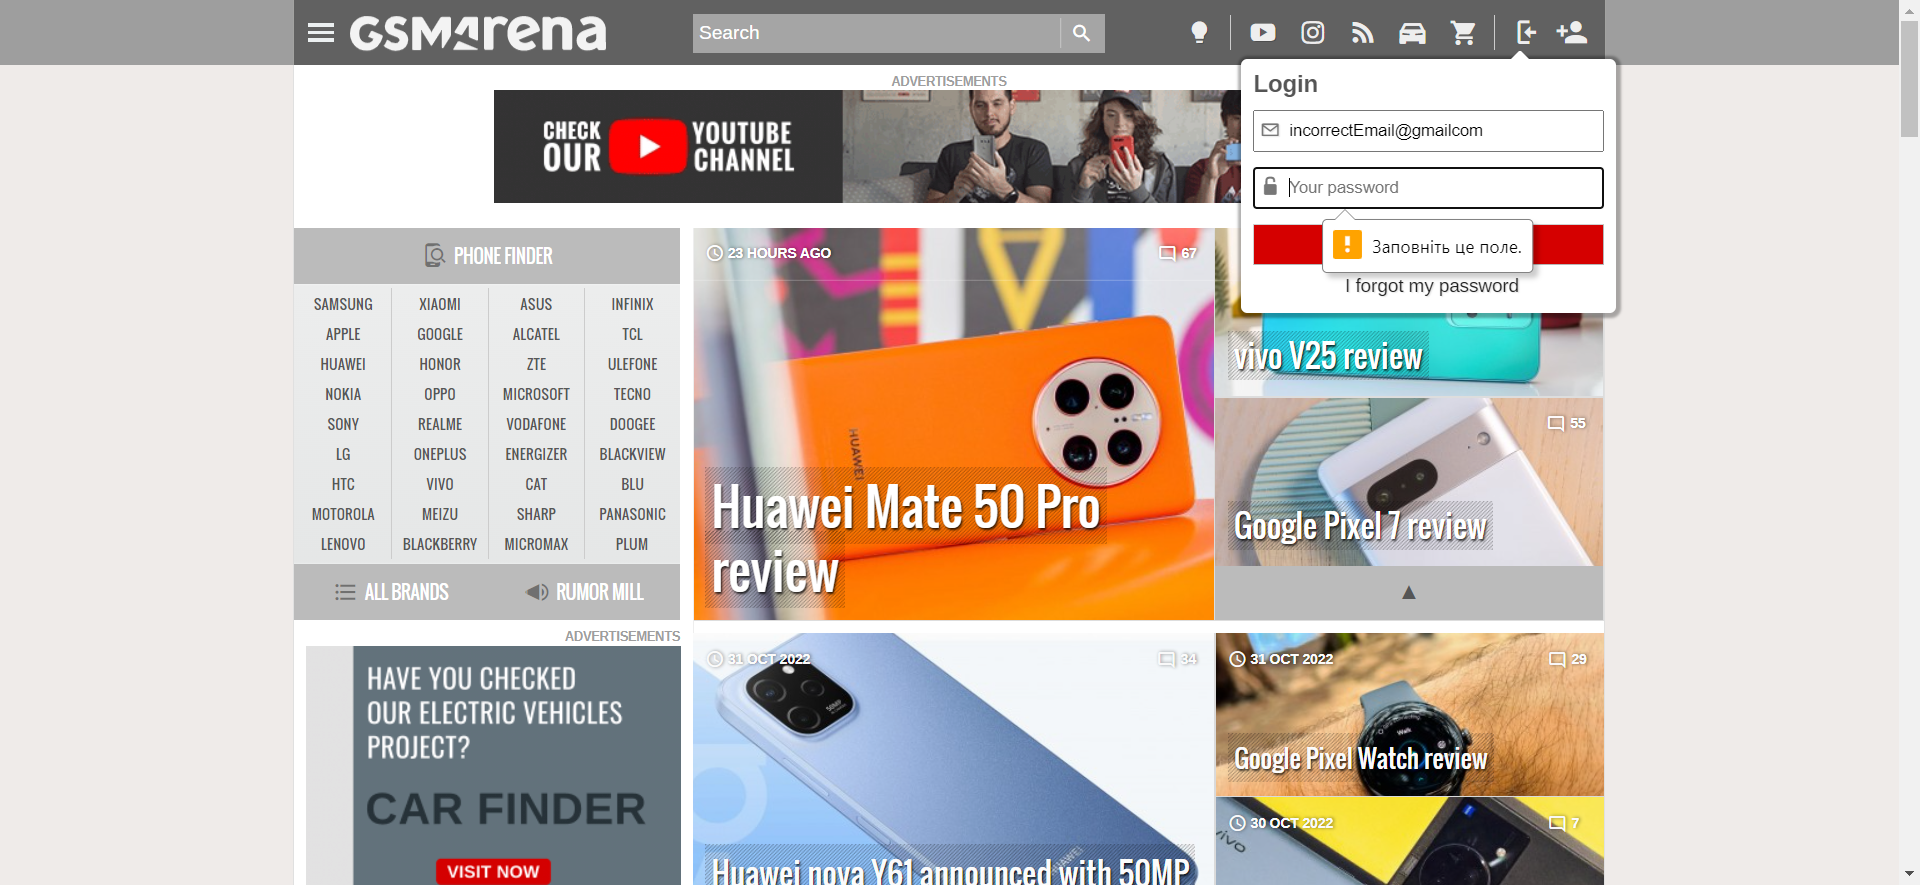 GSMArena
Search
Login
incorrectEmail@gmailcom
Your password
Заповніть це поле.
I forgot my password
ADVERTISEMENTS
CHECK
OUR
YOUTUBE
CHANNEL
PHONE FINDER
SAMSUNG XIAOMI ASUS INFINIX
APPLE GOOGLE ALCATEL TCL
HUAWEI HONOR ZTE ULEFONE
NOKIA OPPO MICROSOFT TECNO
SONY REALME VODAFONE DOOGEE
LG ONEPLUS ENERGIZER BLACKVIEW
HTC VIVO CAT BLU
MOTOROLA MEIZU SHARP PANASONIC
LENOVO BLACKBERRY MICROMAX PLUM
ALL BRANDS RUMOR MILL
23 HOURS AGO 67
HUAWEI
Huawei Mate 50 Pro
review
vivo V25 review
55
Google Pixel 7 review
▲
ADVERTISEMENTS
HAVE YOU CHECKED
OUR ELECTRIC VEHICLES
PROJECT?
CAR FINDER
VISIT NOW
31 OCT 2022 34
50MP
HUAWEI
Huawei nova Y61 announced with 50MP
31 OCT 2022 29
Walk
Google Pixel Watch review
30 OCT 2022 7
vivo